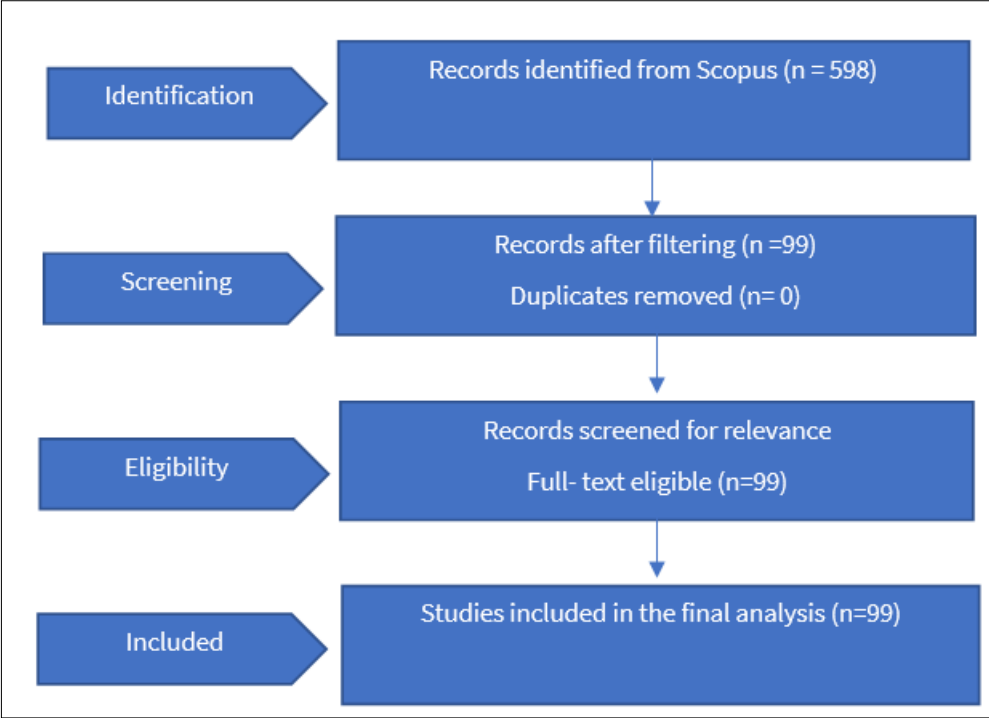 Identification
Records identified from Scopus (n = 598)
Screening
Records after filtering (n =99)
Duplicates removed (n= 0)
Eligibility
Records screened for relevance
Full- text eligible (n=99)
Included
Studies included in the final analysis (n=99)